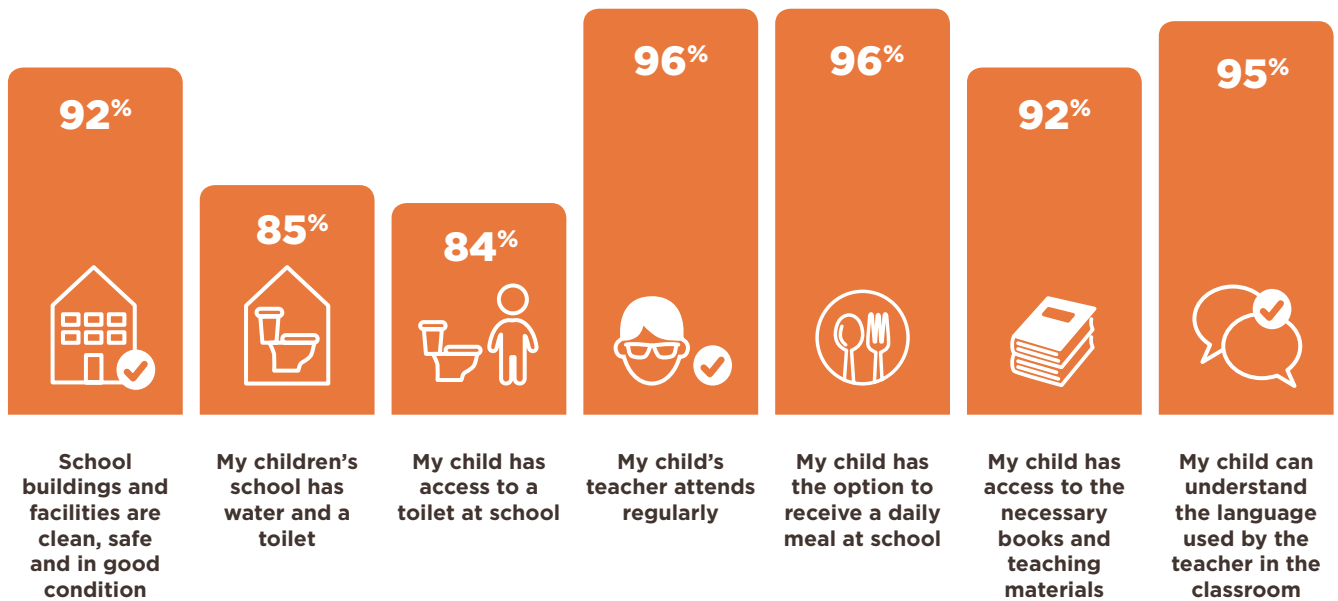 92%
85%
84%
96%
96%
92%
95%
School
buildings and
facilities are
clean, safe
and in good
condition
My children’s
school has
water and a
toilet
My child has
access to a
toilet at school
My child’s
teacher attends
regularly
My child has
the option to
receive a daily
meal at school
My child has
access to the
necessary
books and
teaching
materials
My child can
understand
the language
used by the
teacher in the
classroom